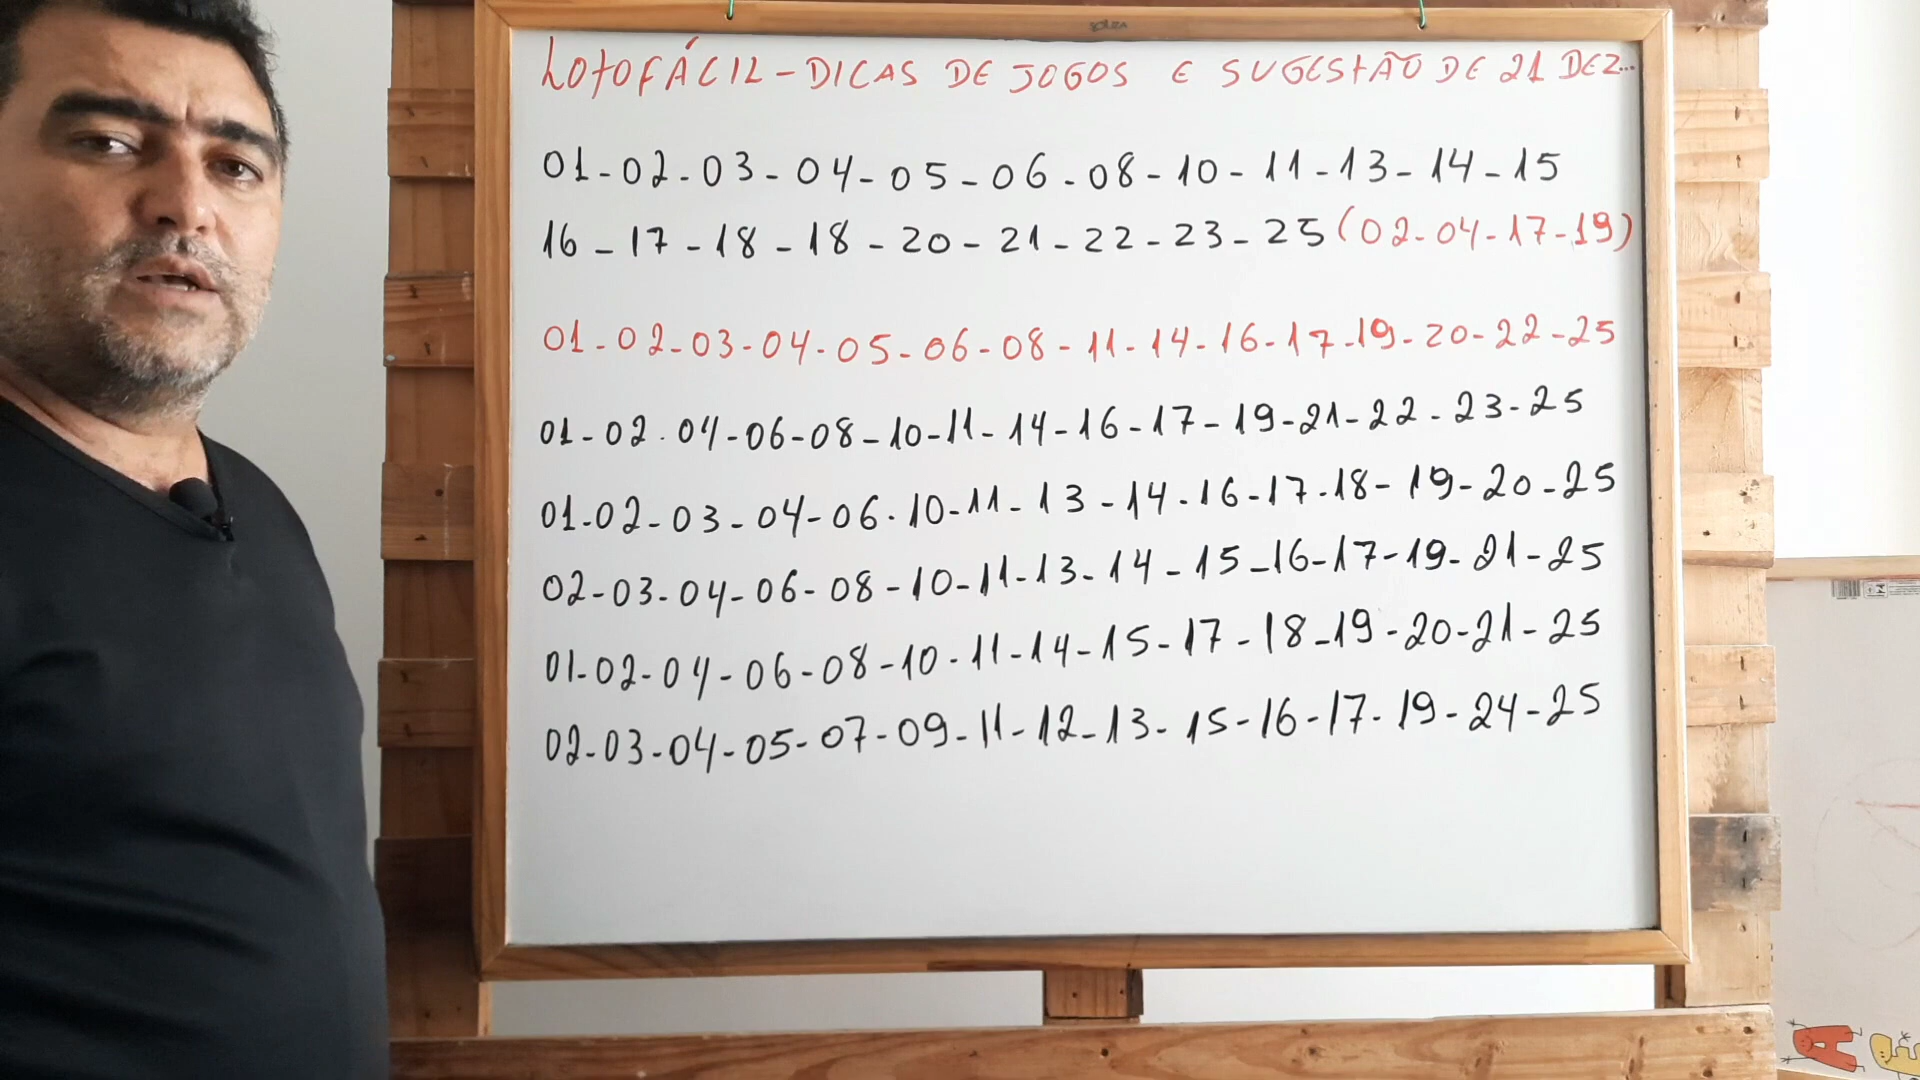 SOUZA
LOTOFÁCIL - DICAS DE JOGOS E SUGESTÃO DE 21 DEZ...
01-02-03-04-05-06-08-10-11-13-14-15
16-17-18-18-20-21-22-23-25(02-04-17-19)
01-02-03-04-05-06-08-11-14-16-17-19-20-22-25
01-02.04-06-08-10-11-14-16-17-19-21-22-23-25
01-02-03-04-06.10-11-13-14-16-17-18-19-20-25
02-03-04-06-08-10-11-13-14-15-16-17-19-21-25
01-02-04-06-08-10-11-14-15-17-18-19-20-21-25
02-03-04-05-07-09-11-12-13-15-16-17-19-24-25
A